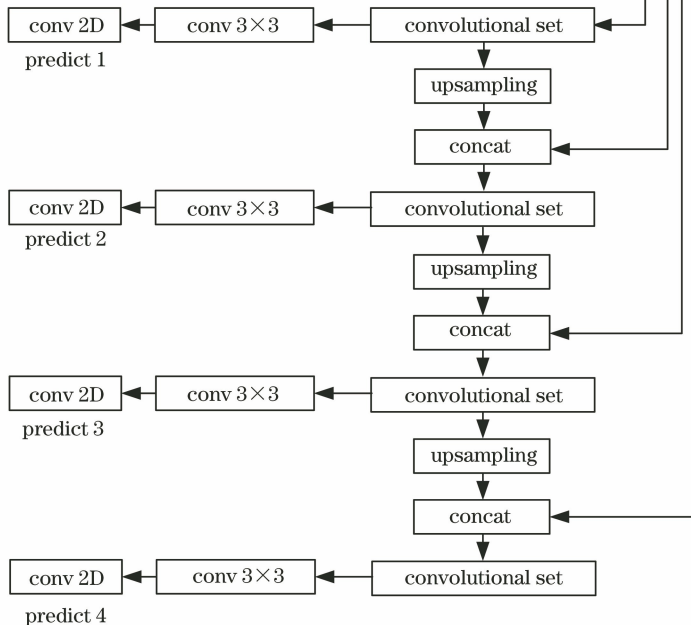 conv 2D conv 3×3 convolutional set
predict 1
upsampling
concat
conv 2D conv 3×3 convolutional set
predict 2
upsampling
concat
conv 2D conv 3×3 convolutional set
predict 3
upsampling
concat
conv 2D conv 3×3 convolutional set
predict 4